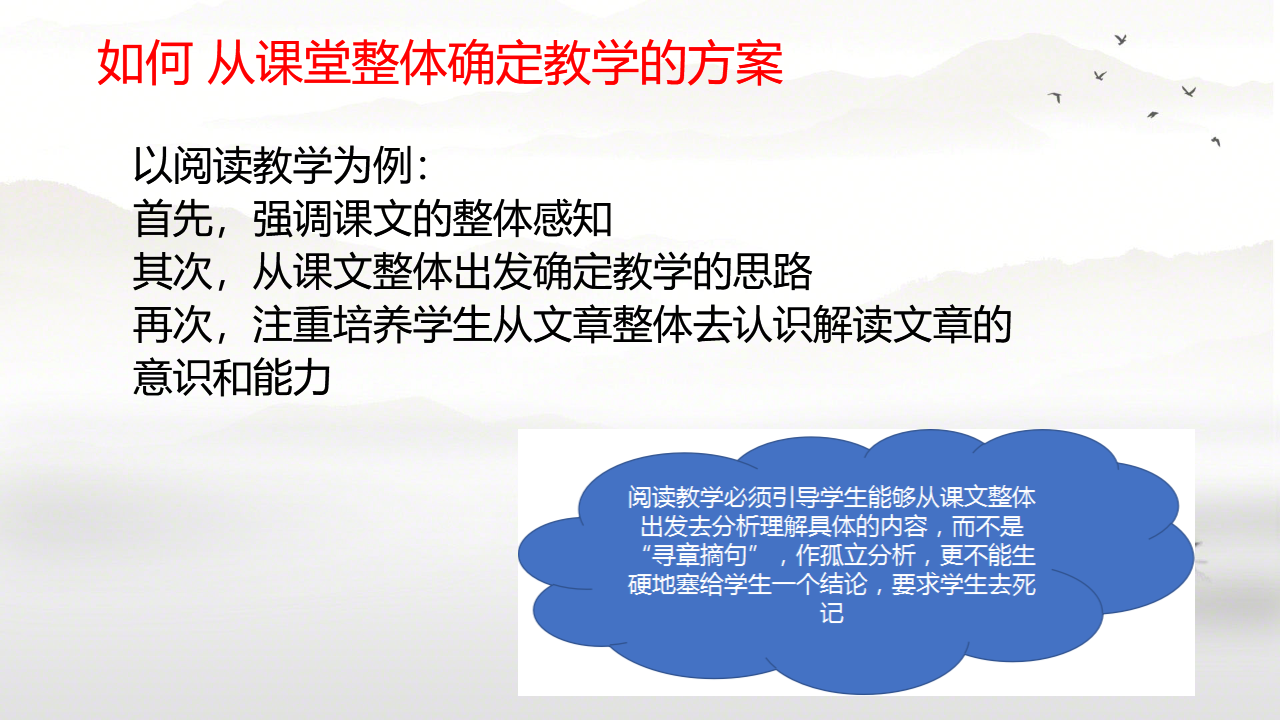 如何 从课堂整体确定教学的方案
以阅读教学为例：
首先，强调课文的整体感知
其次，从课文整体出发确定教学的思路
再次，注重培养学生从文章整体去认识解读文章的
意识和能力
阅读教学必须引导学生能够从课文整体
出发去分析理解具体的内容，而不是
“寻章摘句”，作孤立分析，更不能生
硬地塞给学生一个结论，要求学生去死
记